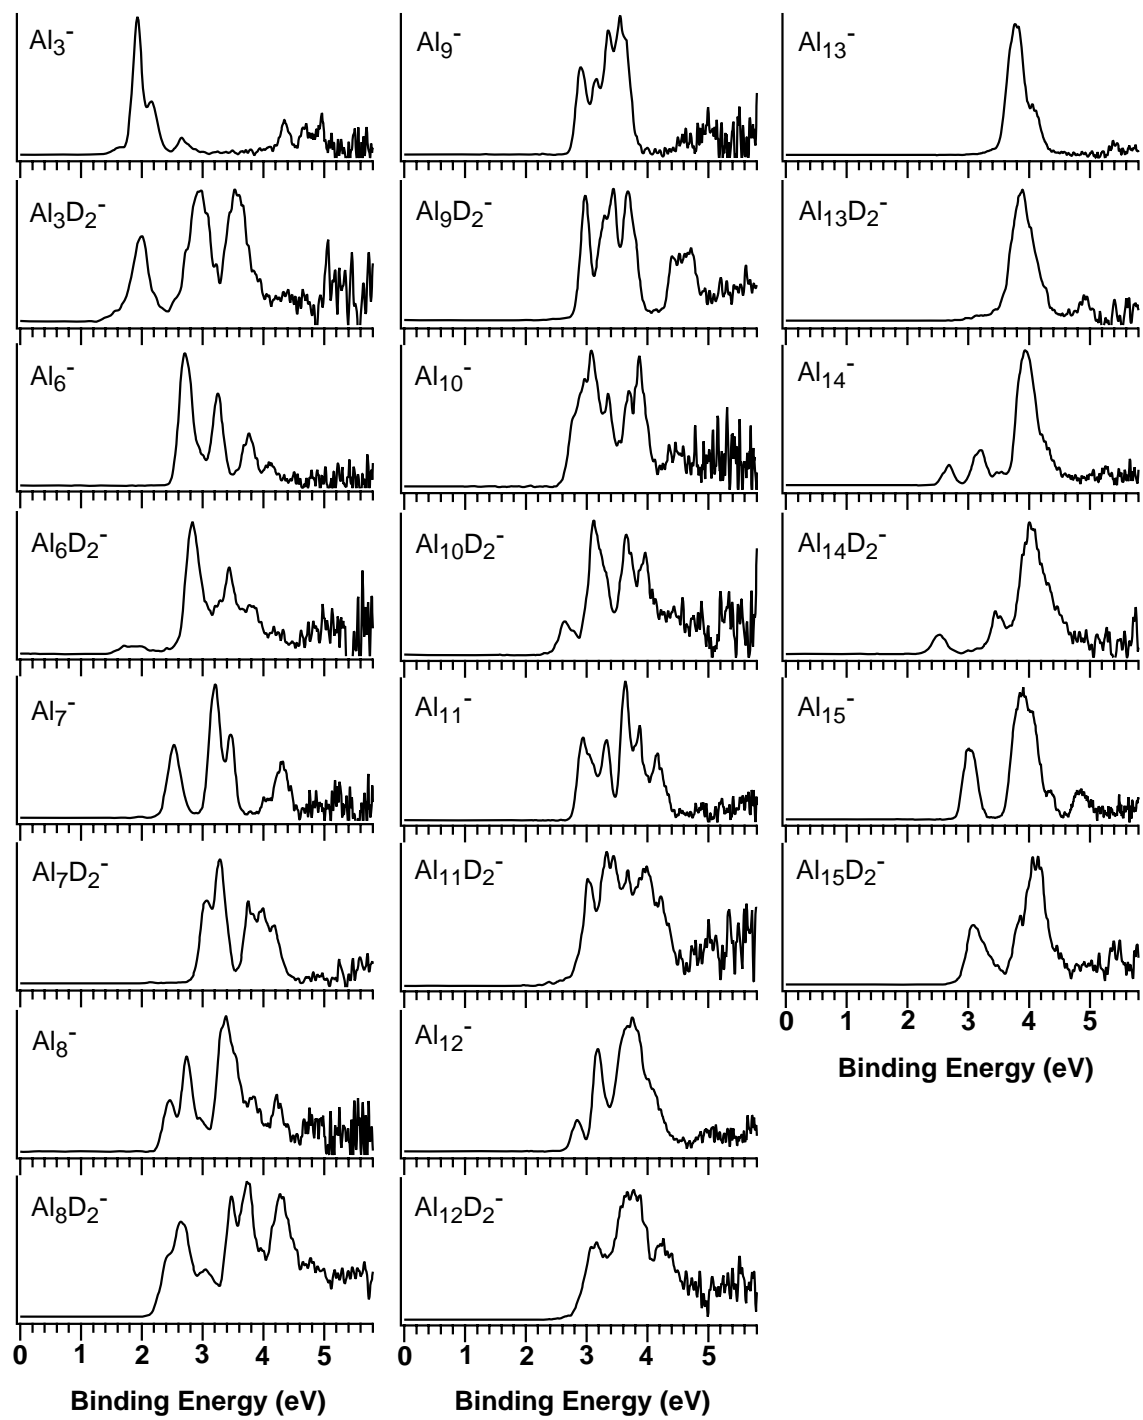 Al3-
Al3D2-
Al6-
Al6D2-
Al7-
Al7D2-
Al8-
Al8D2-
0 1 2 3 4 5
Binding Energy (eV)
Al9-
Al9D2-
Al10-
Al10D2-
Al11-
Al11D2-
Al12-
Al12D2-
0 1 2 3 4 5
Binding Energy (eV)
Al13-
Al13D2-
Al14-
Al14D2-
Al15-
Al15D2-
0 1 2 3 4 5
Binding Energy (eV)